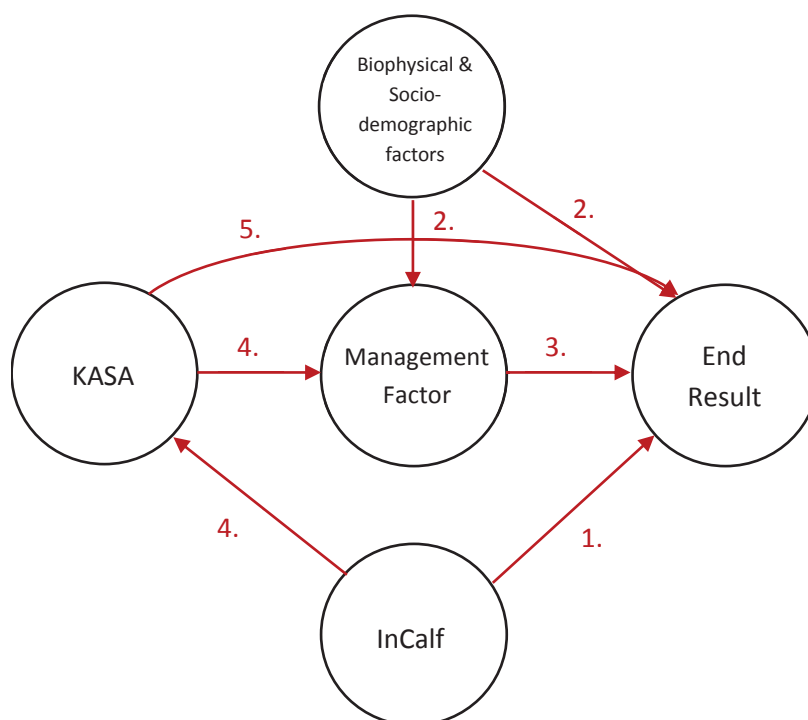 Biophysical &
Socio-
demographic
factors
5.
2.
2.
KASA
4.
Management
Factor
3.
End
Result
4.
1.
InCalf